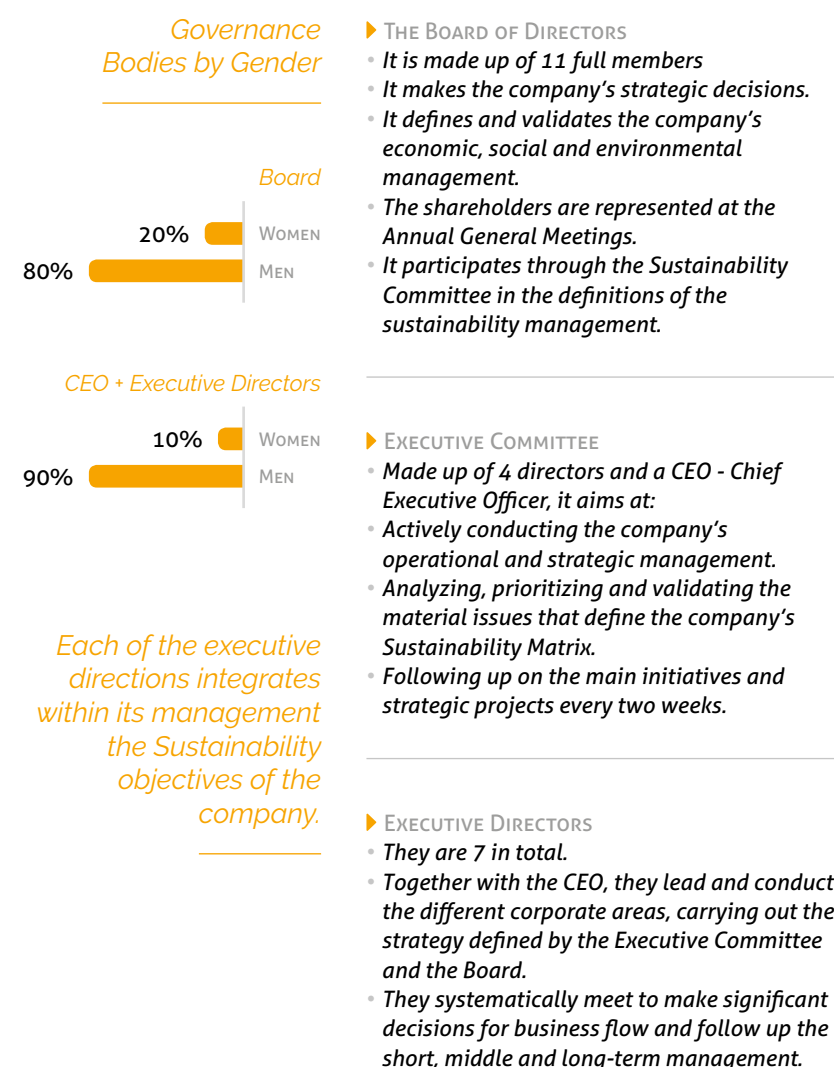 Governance
Bodies by Gender
Board
20% Women
80% Men
CEO + Executive Directors
10% Women
90% Men
Each of the executive
directions integrates
within its management
the Sustainability
objectives of the
company.
The Board of Directors
• It is made up of 11 full members
• It makes the company's strategic decisions.
• It defines and validates the company's
economic, social and environmental
management.
• The shareholders are represented at the
Annual General Meetings.
• It participates through the Sustainability
Committee in the definitions of the
sustainability management.
Executive Committee
• Made up of 4 directors and a CEO - Chief
Executive Officer, it aims at:
• Actively conducting the company's
operational and strategic management.
• Analyzing, prioritizing and validating the
material issues that define the company's
Sustainability Matrix.
• Following up on the main initiatives and
strategic projects every two weeks.
Executive Directors
• They are 7 in total.
• Together with the CEO, they lead and conduct
the different corporate areas, carrying out the
strategy defined by the Executive Committee
and the Board.
• They systematically meet to make significant
decisions for business flow and follow up the
short, middle and long-term management.